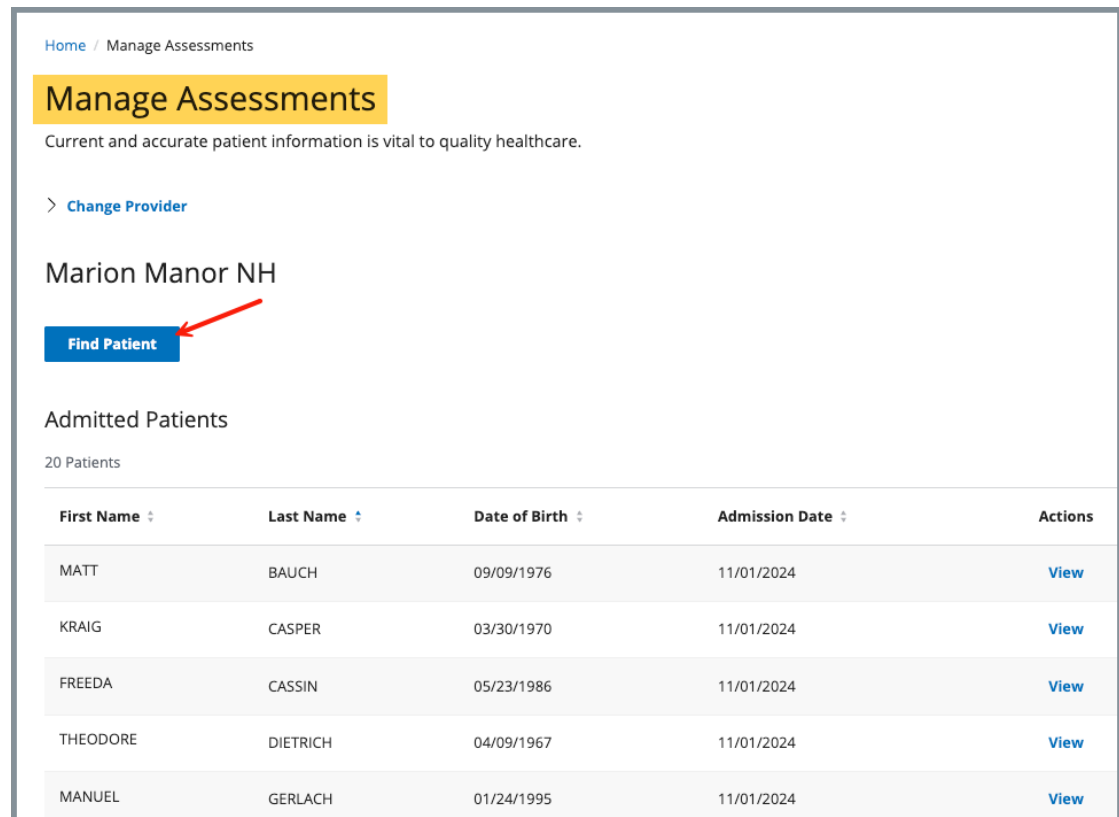 Home / Manage Assessments
Manage Assessments
Current and accurate patient information is vital to quality healthcare.
Change Provider
Marion Manor NH
Find Patient
Admitted Patients
20 Patients
First Name Last Name Date of Birth Admission Date Actions
MATT BAUCH 09/09/1976 11/01/2024 View
KRAIG CASPER 03/30/1970 11/01/2024 View
FREEDA CASSIN 05/23/1986 11/01/2024 View
THEODORE DIETRICH 04/09/1967 11/01/2024 View
MANUEL GERLACH 01/24/1995 11/01/2024 View